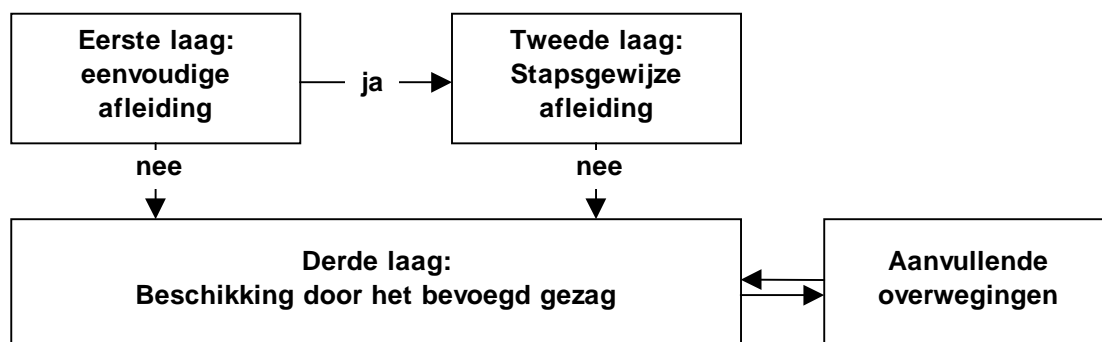 Eerste laag:
eenvoudige
afleiding
ja
Tweede laag:
Stapsgewijze
afleiding
nee
nee
Derde laag:
Beschikking door het bevoegd gezag
Aanvullende
overwegingen